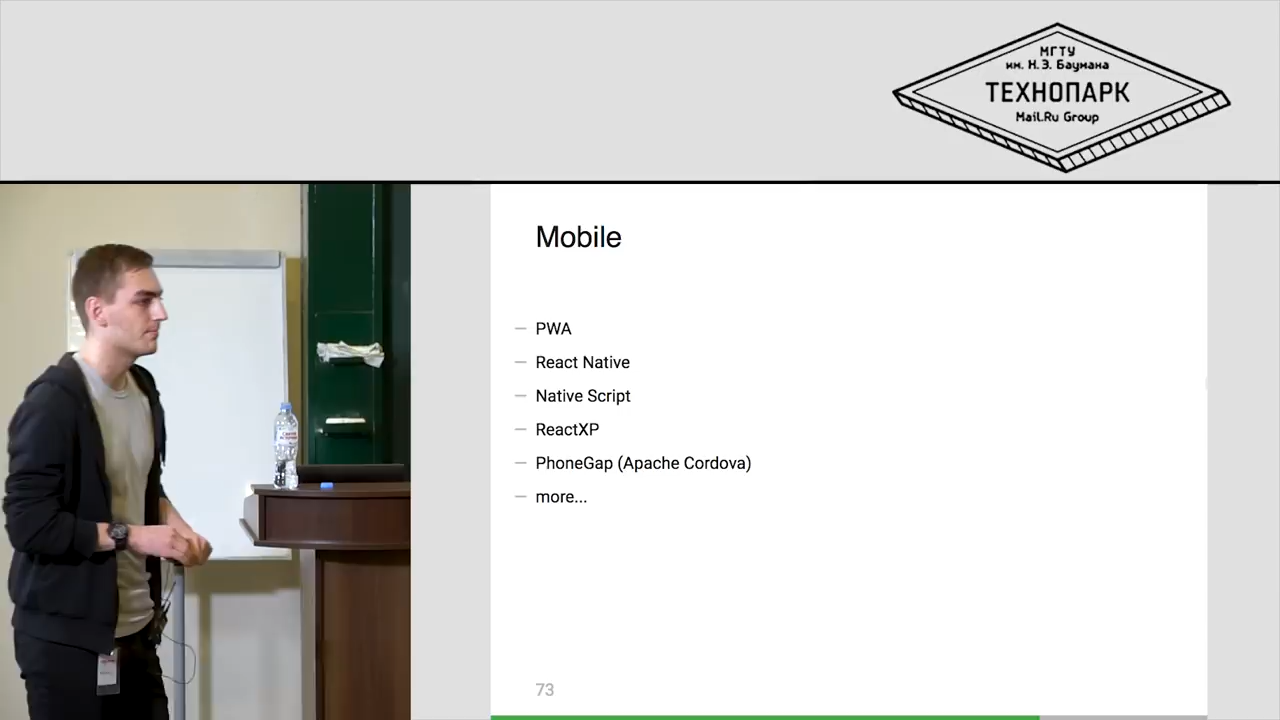 МГТУ
им. Н.Э. Баумана
ТЕХНОПАРК
Mail.Ru Group
Mobile
— PWA
— React Native
— Native Script
— ReactXP
— PhoneGap (Apache Cordova)
— more...
73